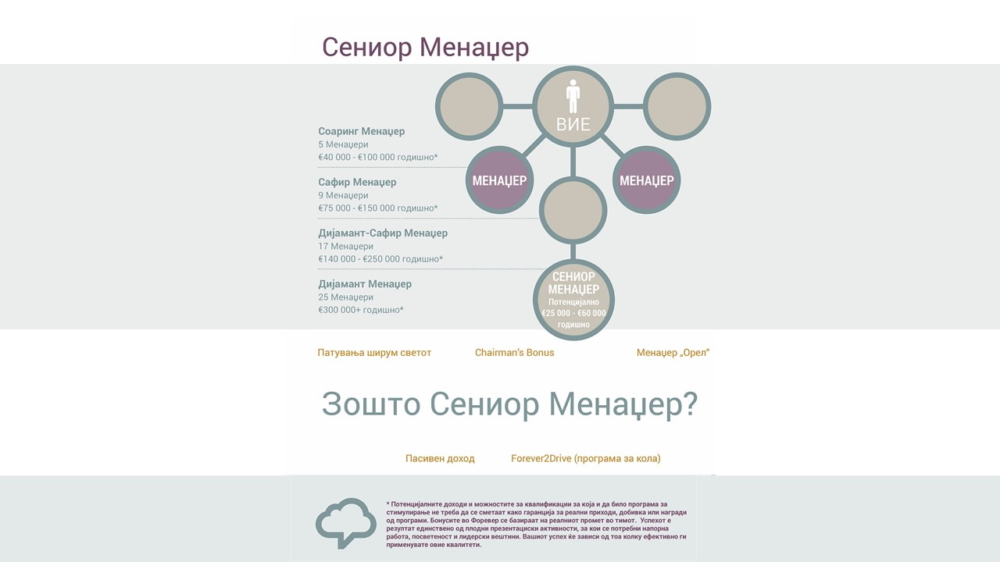 Сениор Менаџер
ВИЕ
МЕНАЏЕР
МЕНАЏЕР
Соаринг Менаџер
5 Менаџери
€40 000 - €100 000 годишно*
Сафир Менаџер
9 Менаџери
€75 000 - €150 000 годишно*
Дијамант-Сафир Менаџер
17 Менаџери
€140 000 - €250 000 годишно*
Дијамант Менаџер
25 Менаџери
€300 000+ годишно*
СЕНИОР
МЕНАЏЕР
Потенцијално
€25 000 - €60 000
годишно
Патувања ширум светот
Chairman's Bonus
Менаџер „Орел“
Зошто Сениор Менаџер?
Пасивен доход
Forever2Drive (програма за кола)
* Потенцијалните доходи и можностите за квалификации за која и да било програма за
стимулирање не треба да се сметаат како гаранција за реални приходи, добивка или награди
од програми. Бонусите во Форевер се базираат на реалниот промет во тимот. Успехот е
резултат единствено од плодни презентациски активности, за кои се потребни напорна
работа, посветеност и лидерски вештини. Вашиот успех ќе зависи од тоа колку ефективно ги
применувате овие квалитети.